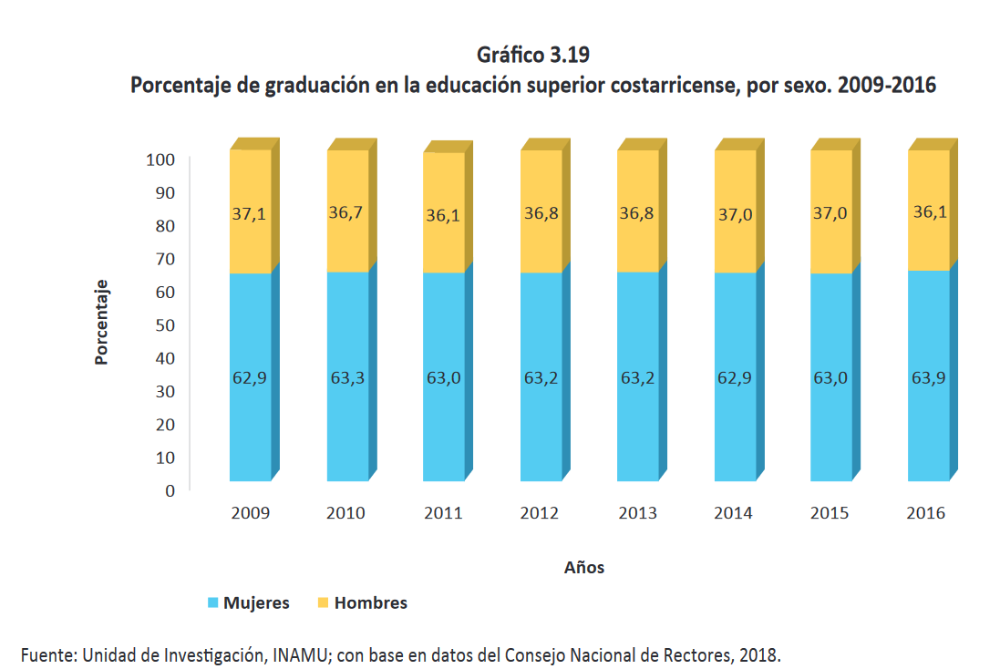 Gráfico 3.19
Porcentaje de graduación en la educación superior costarricense, por sexo. 2009-2016
Porcentaje
100
90
80
70
60
50
40
30
20
10
0
37,1 36,7 36,1 36,8 36,8 37,0 37,0 36,1
62,9 63,3 63,0 63,2 63,2 62,9 63,0 63,9
2009 2010 2011 2012 2013 2014 2015 2016
Años
Mujeres Hombres
Fuente: Unidad de Investigación, INAMU; con base en datos del Consejo Nacional de Rectores, 2018.